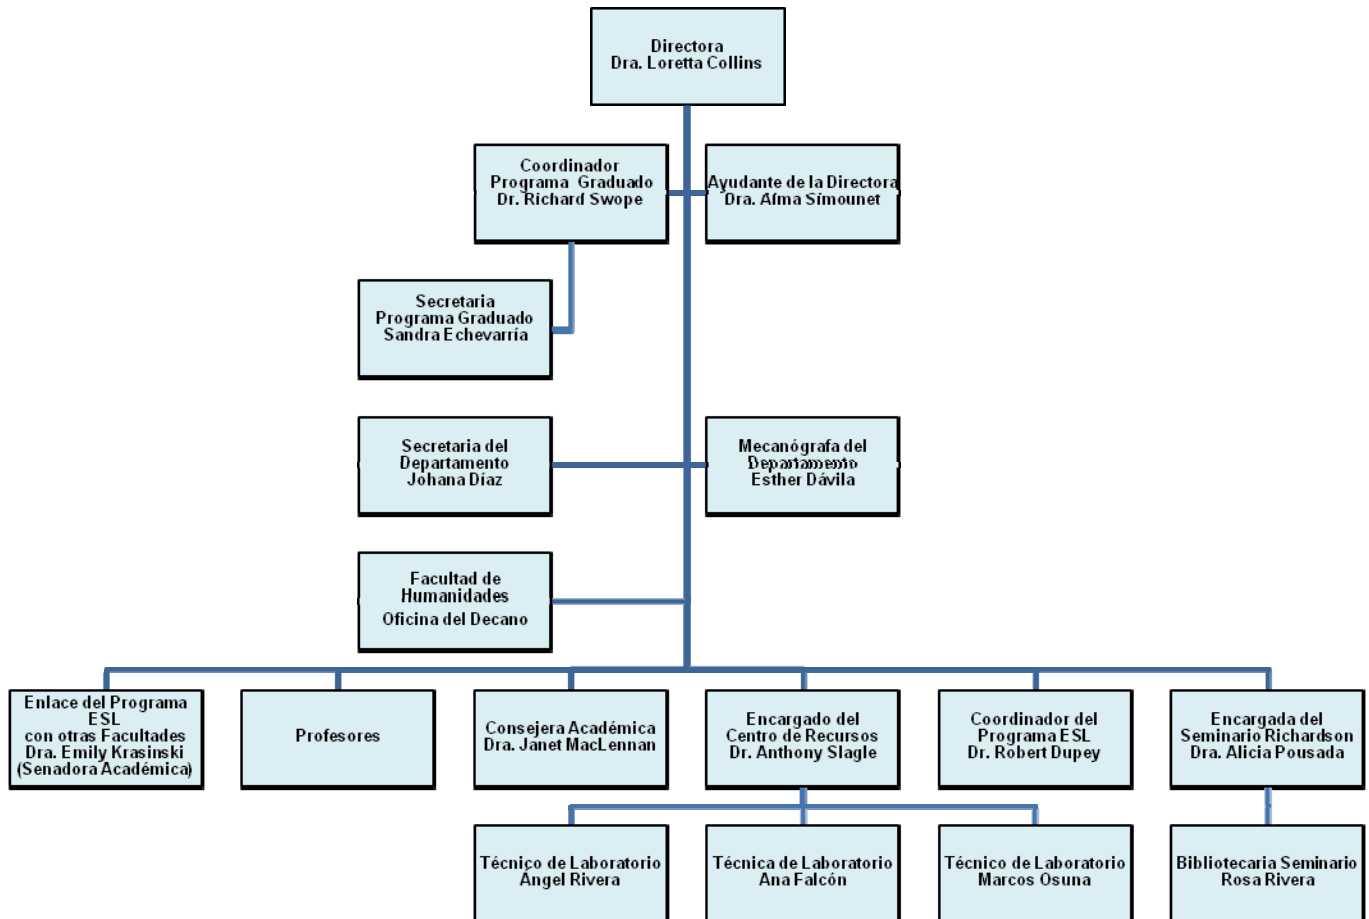 Directora
Dra. Loretta Collins
Coordinador
Programa Graduado
Dr. Richard Swope
Ayudante de la Directora
Dra. Alma Simounet
Secretaria
Programa Graduado
Sandra Echevarría
Secretaria del
Departamento
Johana Díaz
Mecanógrafa del
Departamento
Esther Dávila
Facultad de
Humanidades
Oficina del Decano
Enlace del Programa
ESL
con otras Facultades
Dra. Emily Krasinski
(Senadora Académica)
Profesores
Consejera Académica
Dra. Janet MacLennan
Encargado del
Centro de Recursos
Dr. Anthony Slagle
Coordinador del
Programa ESL
Dr. Robert Dupey
Encargada del
Seminario Richardson
Dra. Alicia Pousada
Técnico de Laboratorio
Angel Rivera
Técnica de Laboratorio
Ana Falcón
Técnico de Laboratorio
Marcos Osuna
Bibliotecaria Seminario
Rosa Rivera